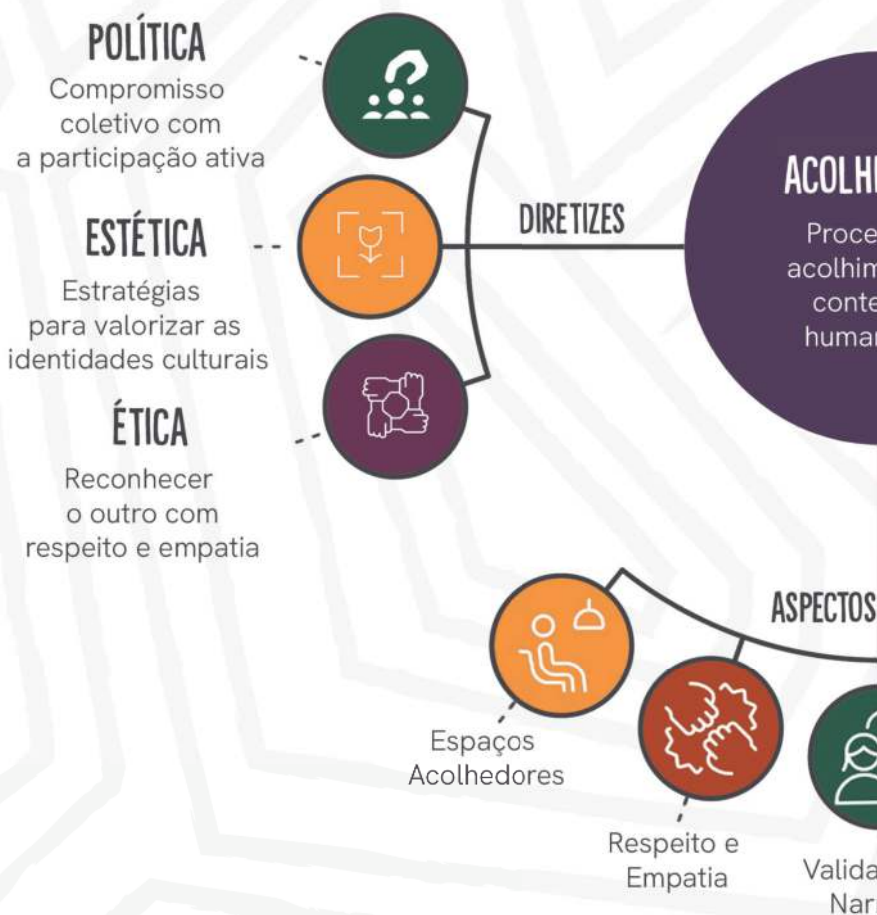 POLÍTICA
Compromisso
coletivo com
a participação ativa
ESTÉTICA
Estratégias
para valorizar as
identidades culturais
ÉTICA
Reconhecer
o outro com
respeito e empatia
DIRETIZES
ASPECTOS
Espaços
Acolhedores
Respeito e
Empatia